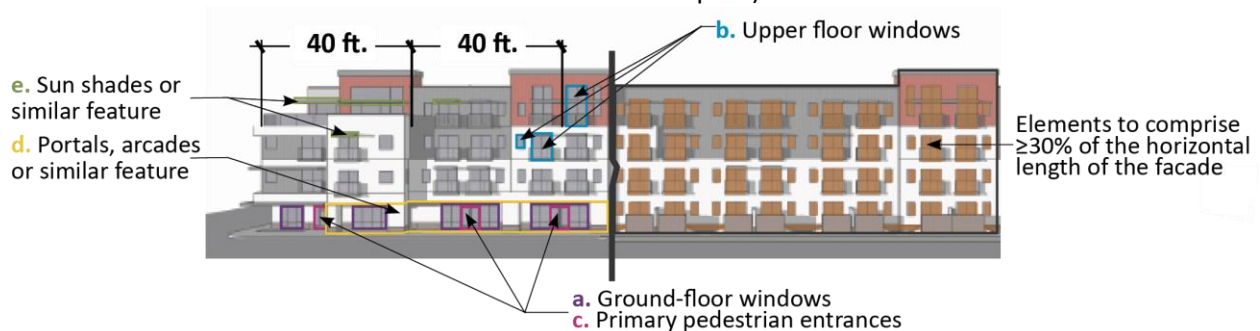 40 ft.
40 ft.
b. Upper floor windows
e. Sun shades or
similar feature
d. Portals, arcades
or similar feature
Elements to comprise
≥30% of the horizontal
length of the facade
a. Ground-floor windows
c. Primary pedestrian entrances